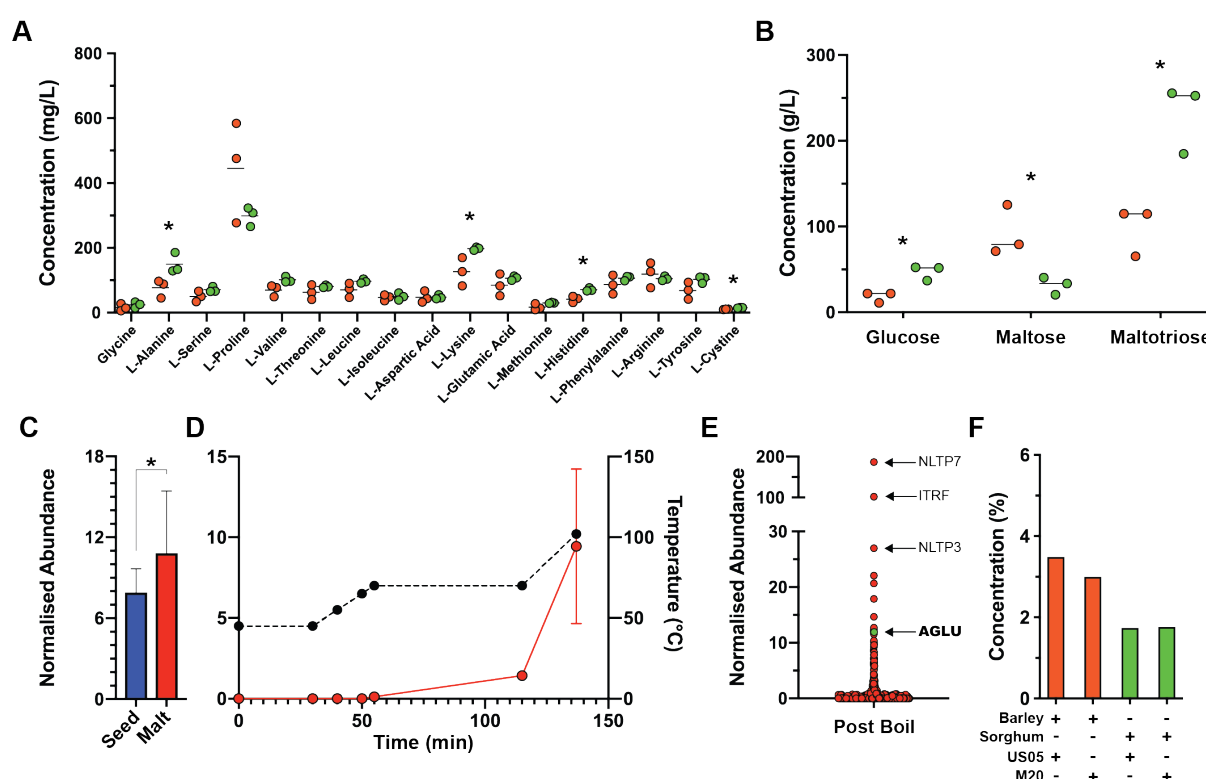 A
Concentration (mg/L)
800
600
400
200
0
*
*
*
*
Glycine
L-Alanine
L-Serine
L-Proline
L-Valine
L-Threonine
L-Leucine
L-Isoleucine
L-Aspartic Acid
L-Lysine
L-Glutamic Acid
L-Methionine
L-Histidine
L-Phenylalanine
L-Arginine
L-Tyrosine
L-Cystine
B
Concentration (g/L)
300
200
100
0
*
*
*
Glucose
Maltose
Maltotriose
C
Normalised Abundance
18
12
6
0
*
Seed
Malt
D
15
10
5
0
150
100
50
0
Temperature (°C)
0
50
100
150
Time (min)
E
Normalised Abundance
200
100
30
20
10
0
NLTP7
ITRF
NLTP3
AGLU
Post Boil
F
Concentration (%)
6
4
2
0
Barley + + - -
Sorghum - - + +
US05 + - + -
M20 - + - +